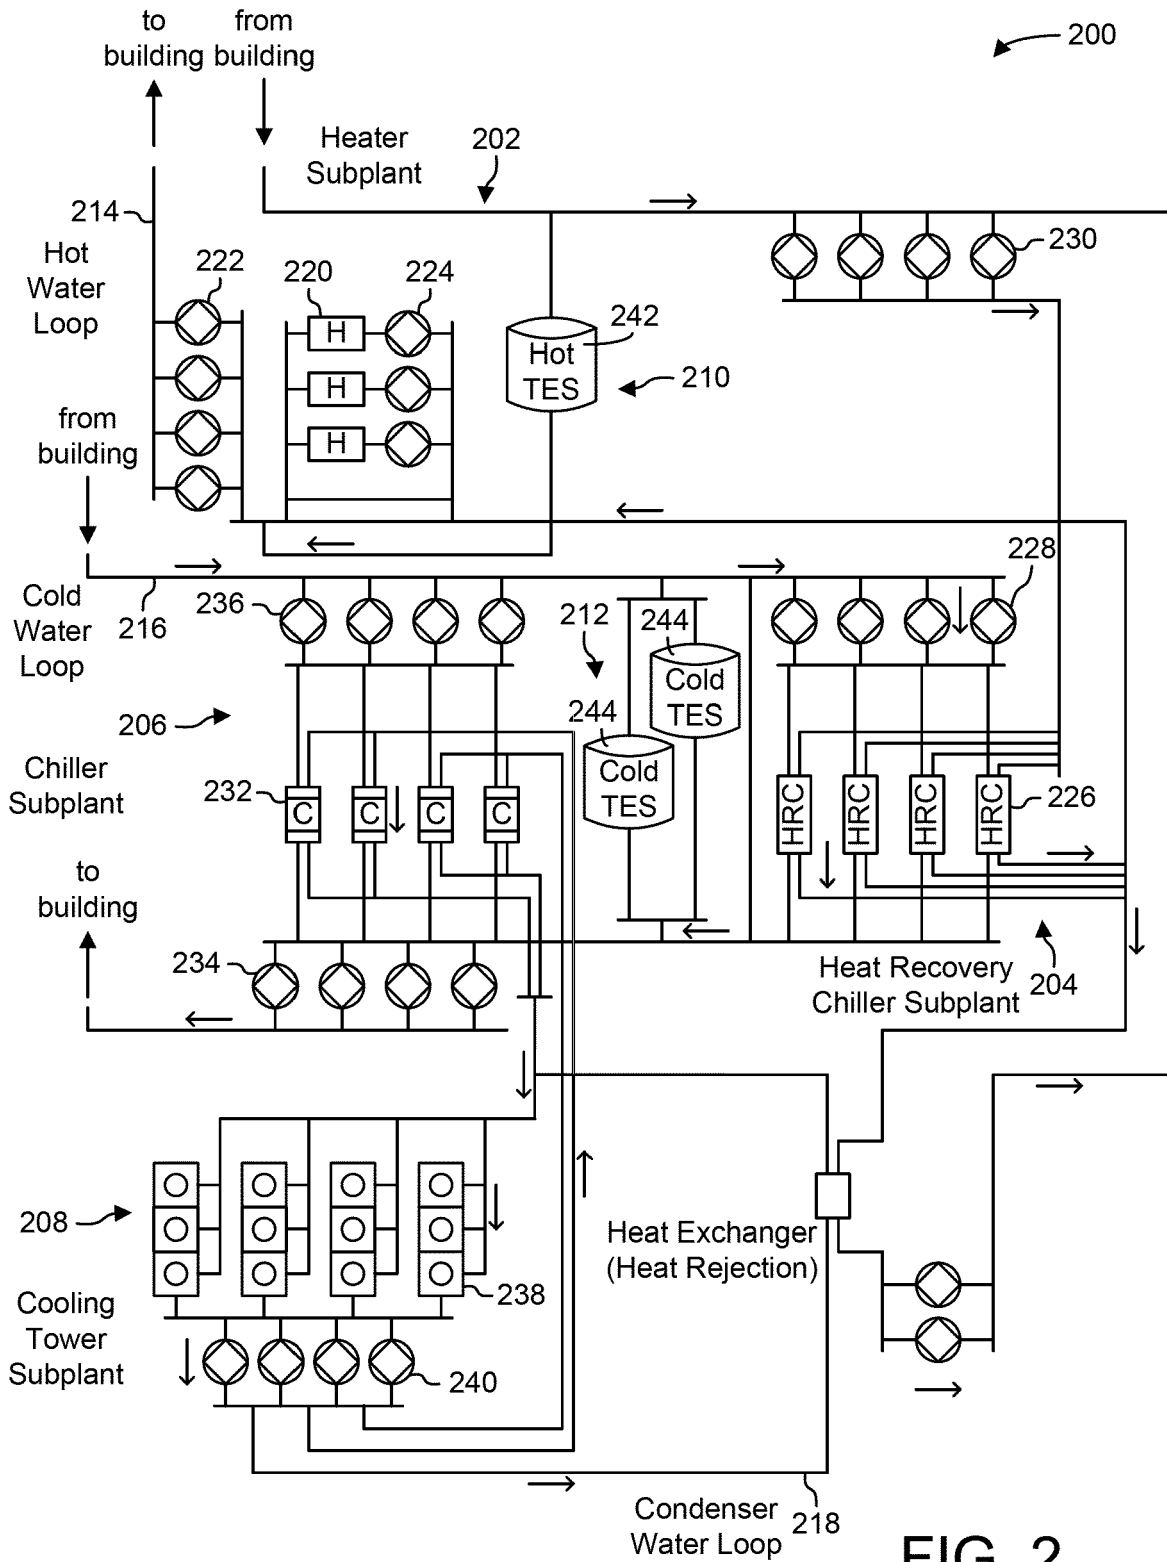 to
building
from
building
200
Heater
Subplant
202
214
Hot
Water
Loop
222
220
224
230
H
H
H
Hot
TES
242
210
from
building
Cold
Water
Loop
216
236
212
244
Cold
TES
244
Cold
TES
228
206
Chiller
Subplant
232
C
C
C
C
HRC
HRC
HRC
HRC
226
to
building
234
Heat Recovery
Chiller Subplant
204
208
Cooling
Tower
Subplant
238
240
Heat Exchanger
(Heat Rejection)
Condenser
Water Loop
218
FIG. 2